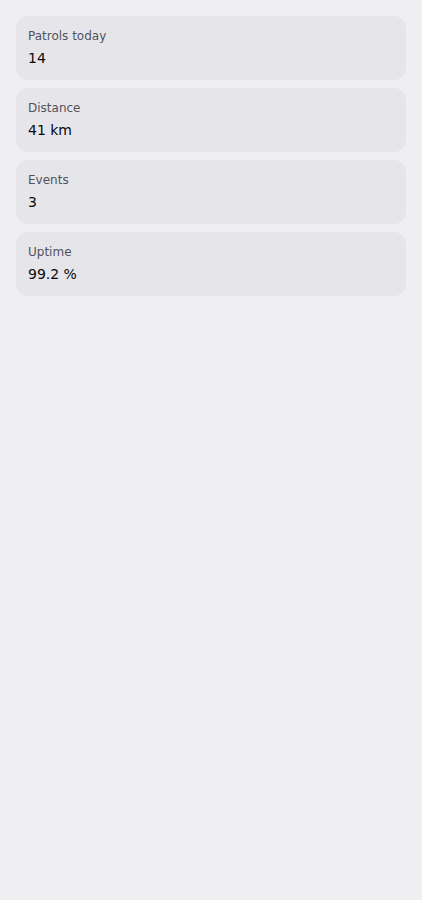 Patrols today
14
Distance
41 km
Events
3
Uptime
99.2 %